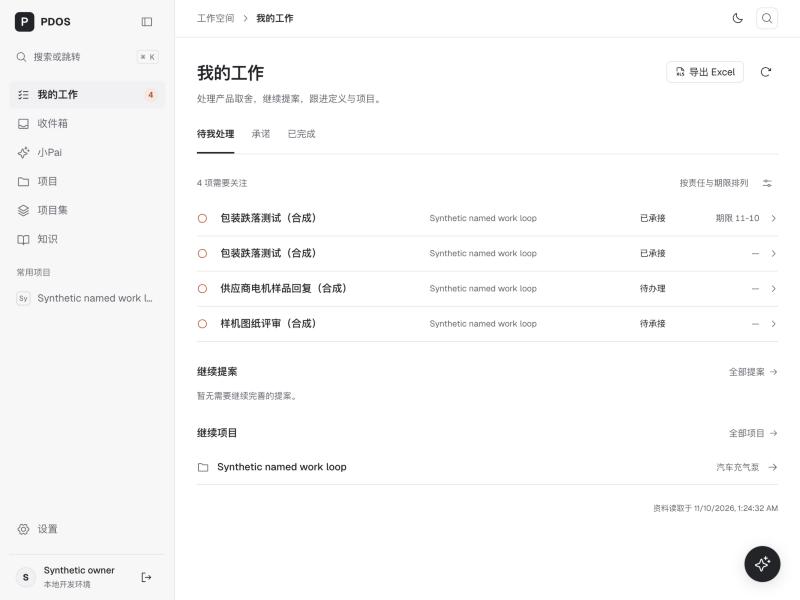 P PDOS
搜索或跳转 ⌘ K
我的工作 4
收件箱
小Pai
项目
项目集
知识
常用项目
Sy Synthetic named work l...
设置
S Synthetic owner
本地开发环境
工作空间 > 我的工作
我的工作
导出 Excel
处理产品取舍，继续提案，跟进定义与项目。
待我处理 承诺 已完成
4 项需要关注 按责任与期限排列
包装跌落测试（合成） Synthetic named work loop 已承接 期限 11-10
包装跌落测试（合成） Synthetic named work loop 已承接 —
供应商电机样品回复（合成） Synthetic named work loop 待办理 —
样机图纸评审（合成） Synthetic named work loop 待承接 —
继续提案 全部提案 →
暂无需要继续完善的提案。
继续项目 全部项目 →
Synthetic named work loop 汽车充气泵 →
资料读取于 11/10/2026, 1:24:32 AM